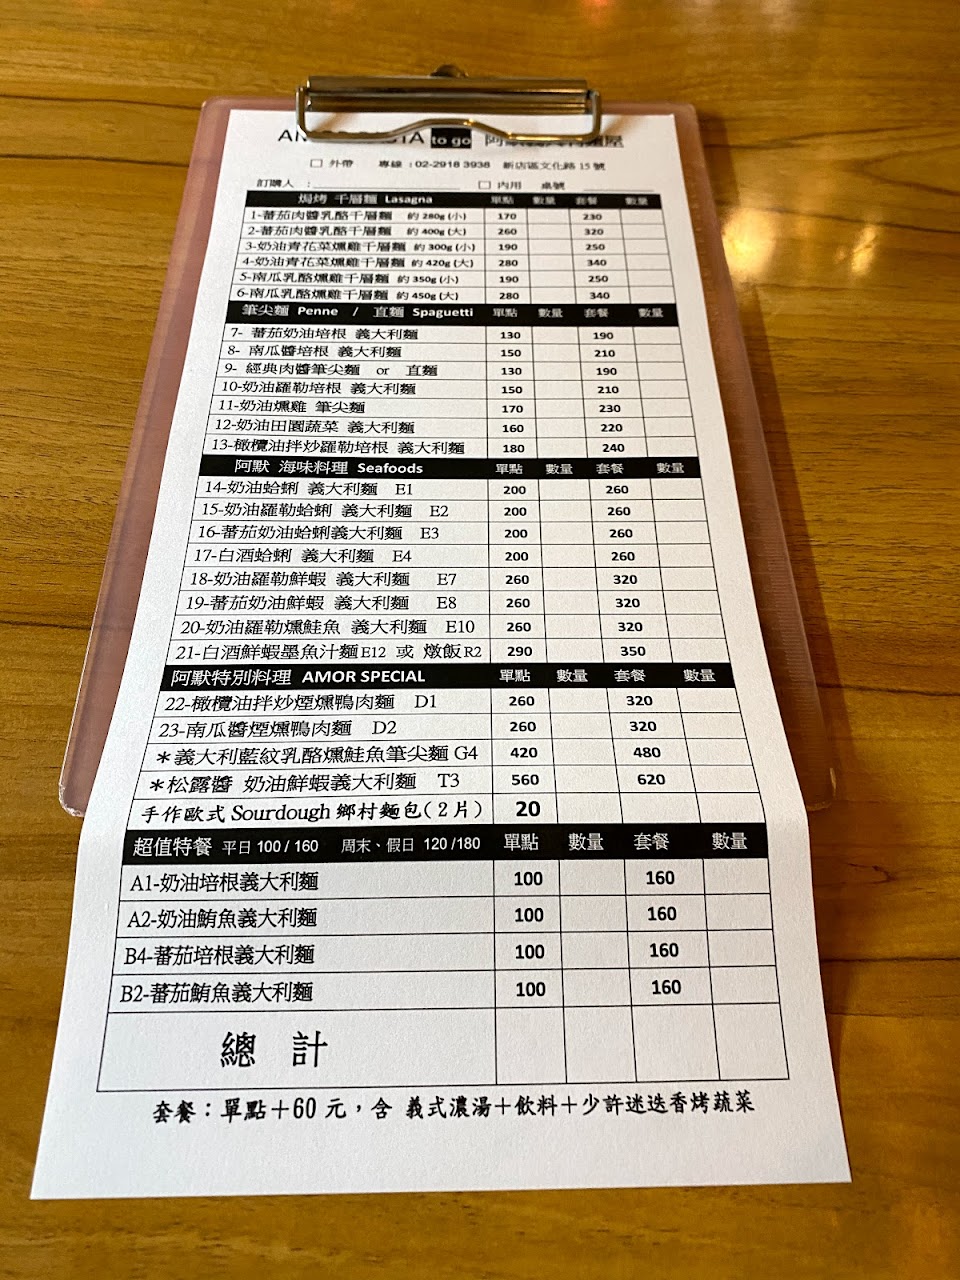 to go
□ 外帶 專線：02-2918 3938 新店區文化路 15 號
訂購人 ：＿＿＿＿ □ 內用 桌號 ＿＿＿＿
焗烤 千層麵 Lasagna 單點 數量 套餐 數量
1-蕃茄肉醬乳酪千層麵 約 280g (小) 170 230
2-蕃茄肉醬乳酪千層麵 約 400g (大) 260 320
3-奶油青花菜燻雞千層麵 約 300g (小) 190 250
4-奶油青花菜燻雞千層麵 約 420g (大) 280 340
5-南瓜乳酪燻雞千層麵 約 350g (小) 190 250
6-南瓜乳酪燻雞千層麵 約 450g (大) 280 340
筆尖麵 Penne / 直麵 Spaguetti 單點 數量 套餐 數量
7- 蕃茄奶油培根 義大利麵 130 190
8- 南瓜醬培根 義大利麵 150 210
9- 經典肉醬筆尖麵 or 直麵 130 190
10-奶油羅勒培根 義大利麵 150 210
11-奶油燻雞 筆尖麵 170 230
12-奶油田園蔬菜 義大利麵 160 220
13-橄欖油拌炒羅勒培根 義大利麵 180 240
阿默 海味料理 Seafoods 單點 數量 套餐 數量
14-奶油蛤蜊 義大利麵 E1 200 260
15-奶油羅勒蛤蜊 義大利麵 E2 200 260
16-蕃茄奶油蛤蜊義大利麵 E3 200 260
17-白酒蛤蜊 義大利麵 E4 200 260
18-奶油羅勒鮮蝦 義大利麵 E7 260 320
19-蕃茄奶油鮮蝦 義大利麵 E8 260 320
20-奶油羅勒燻鮭魚 義大利麵 E10 260 320
21-白酒鮮蝦墨魚汁麵 E12 或 燉飯 R2 290 350
阿默特別料理 AMOR SPECIAL 單點 數量 套餐 數量
22-橄欖油拌炒煙燻鴨肉麵 D1 260 320
23-南瓜醬煙燻鴨肉麵 D2 260 320
＊義大利藍紋乳酪燻鮭魚筆尖麵 G4 420 480
＊松露醬 奶油鮮蝦義大利麵 T3 560 620
手作歐式 Sourdough 鄉村麵包(２片) 20
超值特餐 平日 100 / 160 周末、假日 120 /180 單點 數量 套餐 數量
A1-奶油培根義大利麵 100 160
A2-奶油鮪魚義大利麵 100 160
B4-蕃茄培根義大利麵 100 160
B2-蕃茄鮪魚義大利麵 100 160
總 計
套餐：單點＋60 元，含 義式濃湯＋飲料＋少許迷迭香烤蔬菜